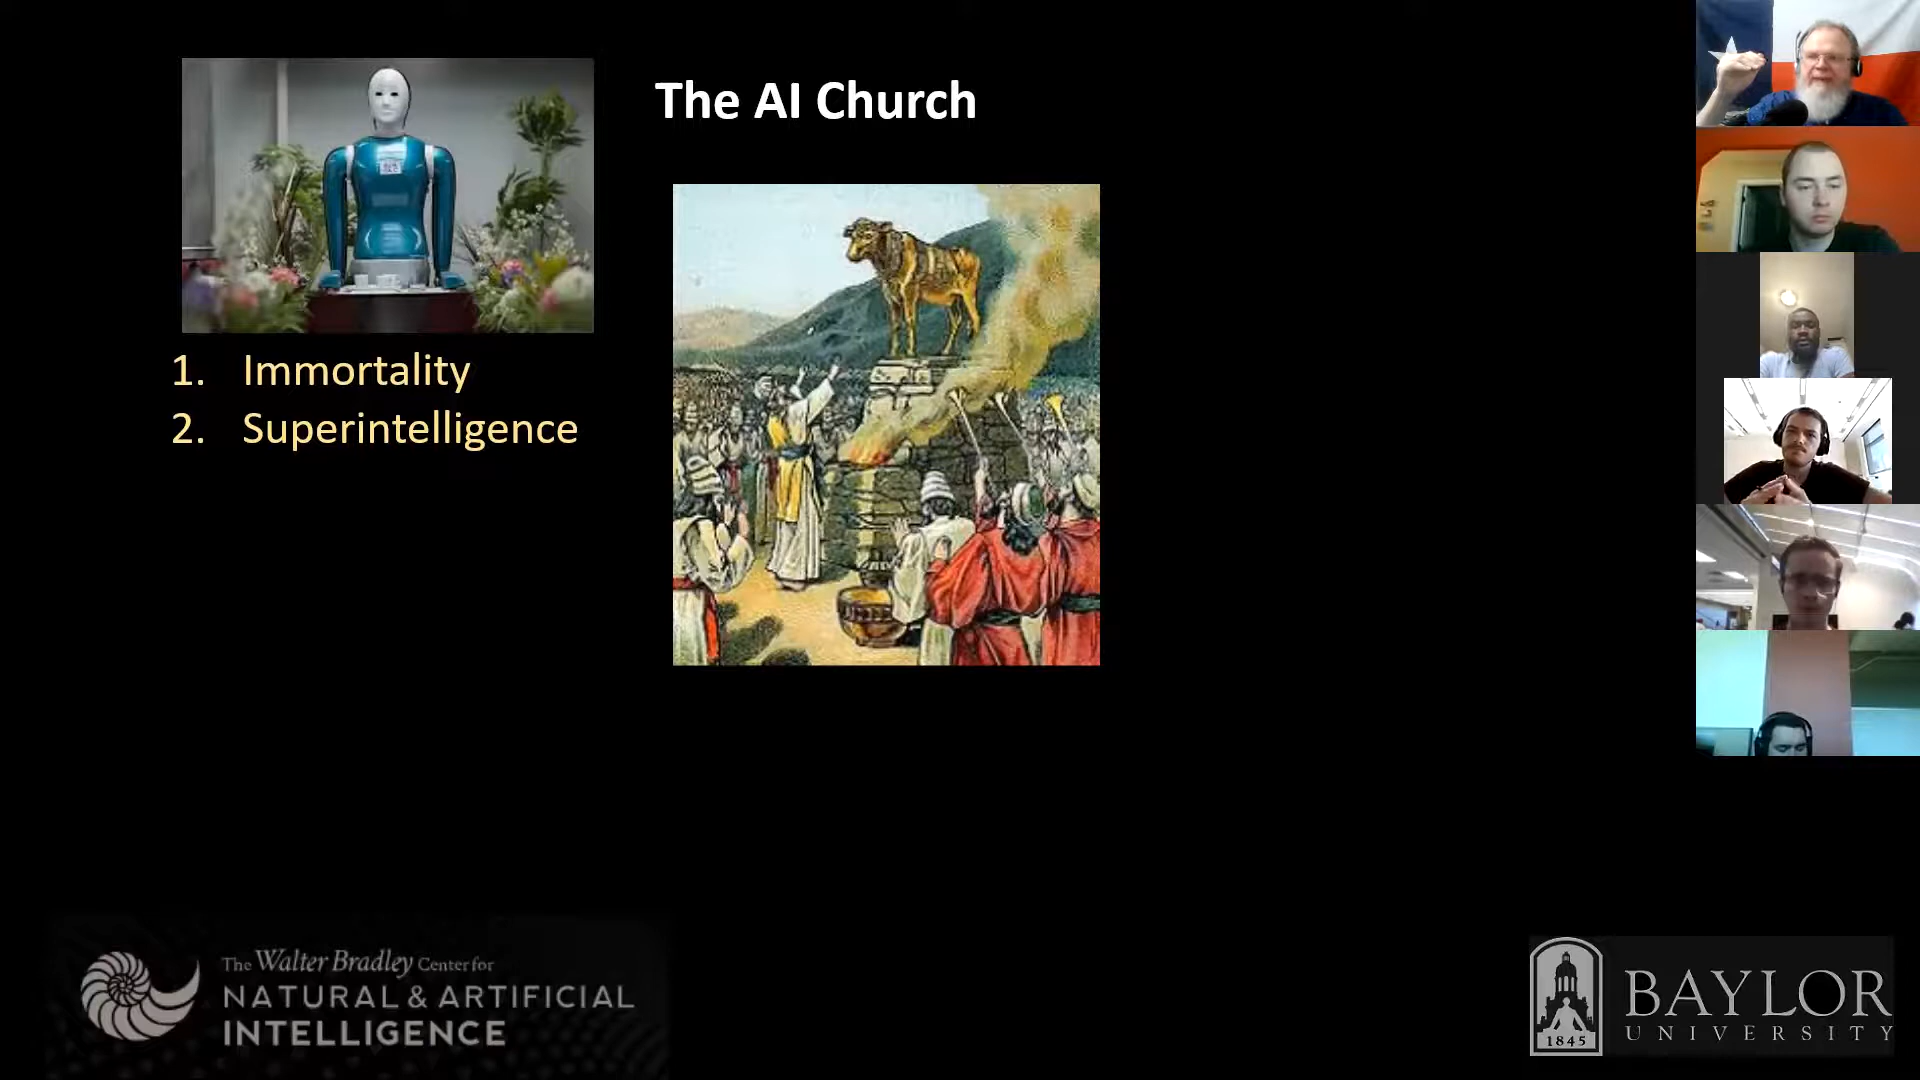 The AI Church
1. Immortality
2. Superintelligence
The Walter Bradley Center for
NATURAL & ARTIFICIAL
INTELLIGENCE
BAYLOR
UNIVERSITY
1845